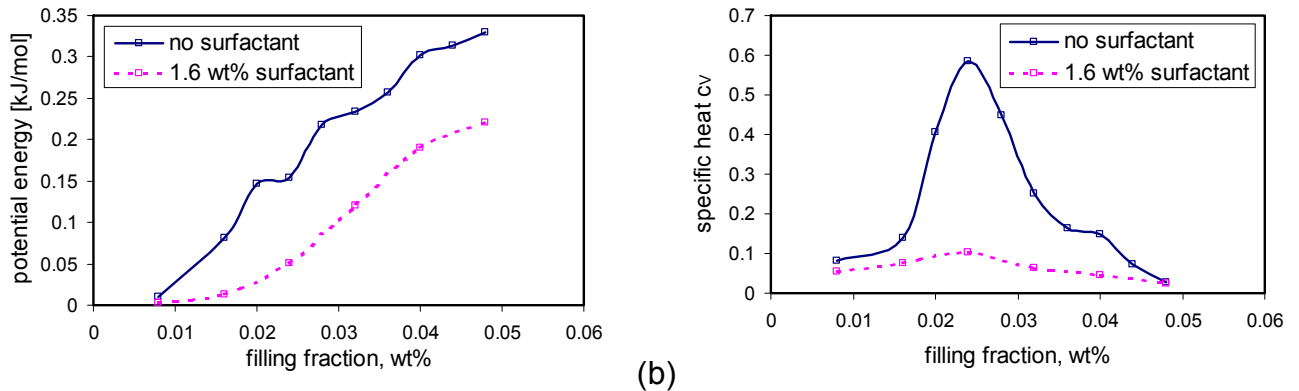 potential energy [kJ/mol]
0.35
0.3
0.25
0.2
0.15
0.1
0.05
0
no surfactant
1.6 wt% surfactant
0 0.01 0.02 0.03 0.04 0.05 0.06
filling fraction, wt%
(b)
specific heat cv
0.7
0.6
0.5
0.4
0.3
0.2
0.1
0
no surfactant
1.6 wt% surfactant
0 0.01 0.02 0.03 0.04 0.05 0.06
filling fraction, wt%